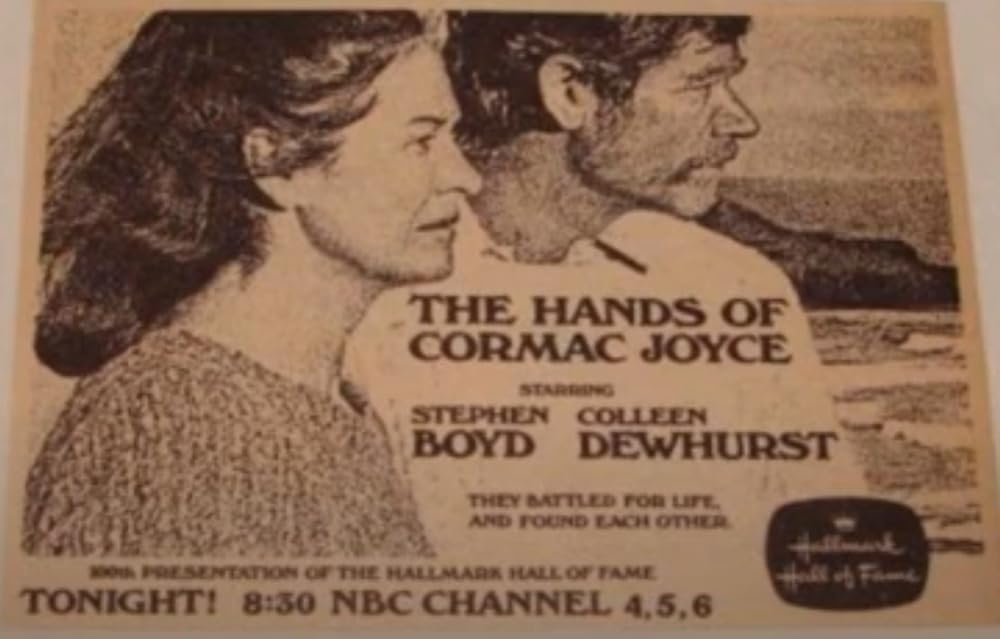 THE HANDS OF
CORMAC JOYCE
STARRING
STEPHEN COLLEEN
BOYD DEWHURST
THEY BATTLED FOR LIFE,
AND FOUND EACH OTHER.
Hallmark
Hall of Fame
100th PRESENTATION OF THE HALLMARK HALL OF FAME
TONIGHT! 8:30 NBC CHANNEL 4,5,6